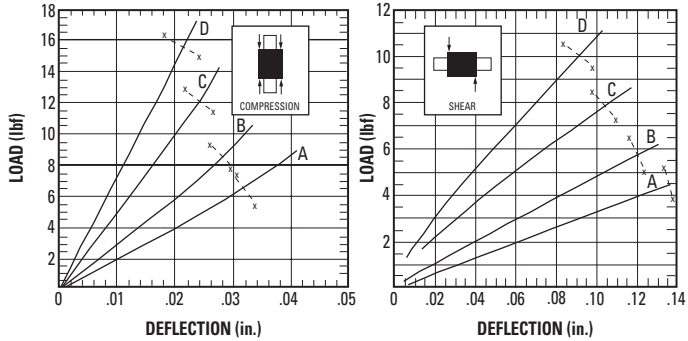 18
16
14
12
10
8
6
4
2
0
.01
.02
.03
.04
.05
LOAD (lbf)
DEFLECTION (in.)
D
C
B
A
x
x
x
x
x
x
x
x
COMPRESSION
12
10
8
6
4
2
0
.02
.04
.06
.08
.10
.12
.14
LOAD (lbf)
DEFLECTION (in.)
D
C
B
A
x
x
x
x
x
x
x
x
SHEAR